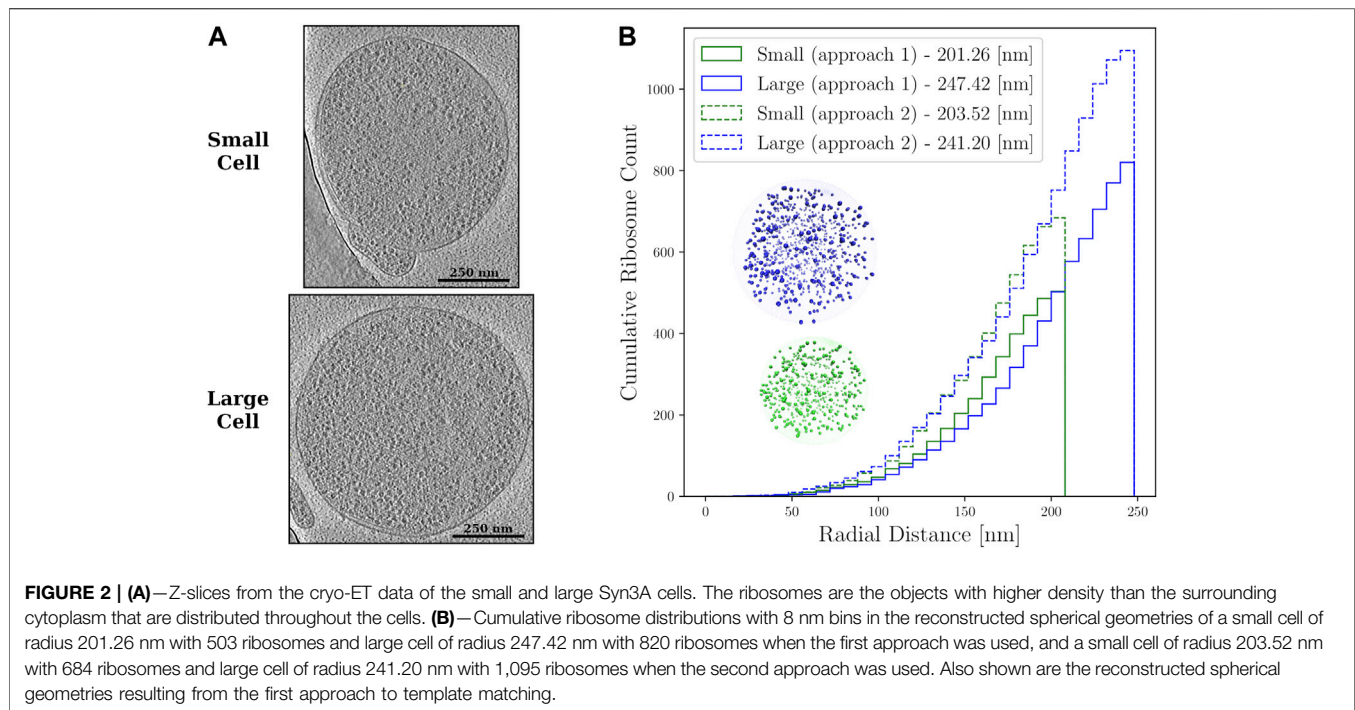 A
Small
Cell
250 nm
Large
Cell
250 nm
B
Small (approach 1) - 201.26 [nm]
Large (approach 1) - 247.42 [nm]
Small (approach 2) - 203.52 [nm]
Large (approach 2) - 241.20 [nm]
Cumulative Ribosome Count
1000
800
600
400
200
0
0 50 100 150 200 250
Radial Distance [nm]
FIGURE 2 | (A)—Z-slices from the cryo-ET data of the small and large Syn3A cells. The ribosomes are the objects with higher density than the surrounding
cytoplasm that are distributed throughout the cells. (B)—Cumulative ribosome distributions with 8 nm bins in the reconstructed spherical geometries of a small cell of
radius 201.26 nm with 503 ribosomes and large cell of radius 247.42 nm with 820 ribosomes when the first approach was used, and a small cell of radius 203.52 nm
with 684 ribosomes and large cell of radius 241.20 nm with 1,095 ribosomes when the second approach was used. Also shown are the reconstructed spherical
geometries resulting from the first approach to template matching.